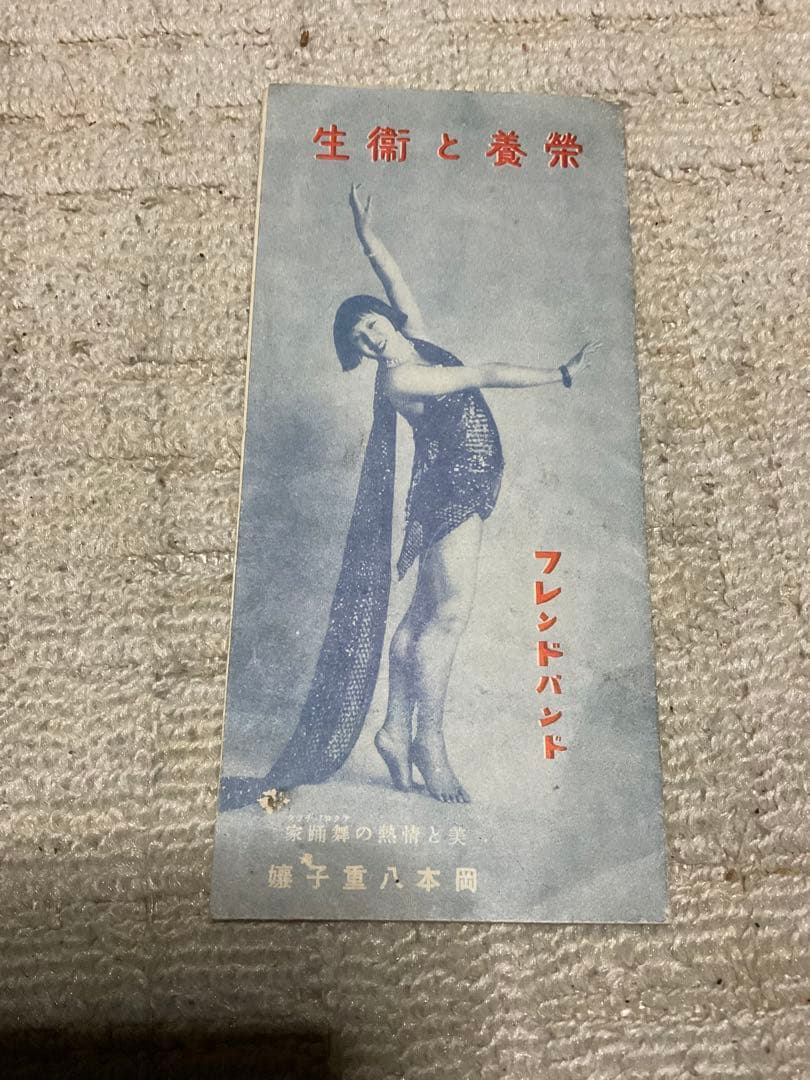 榮養と衞生
フレンドバンド
美と情熱の舞踊家
岡本八重子孃